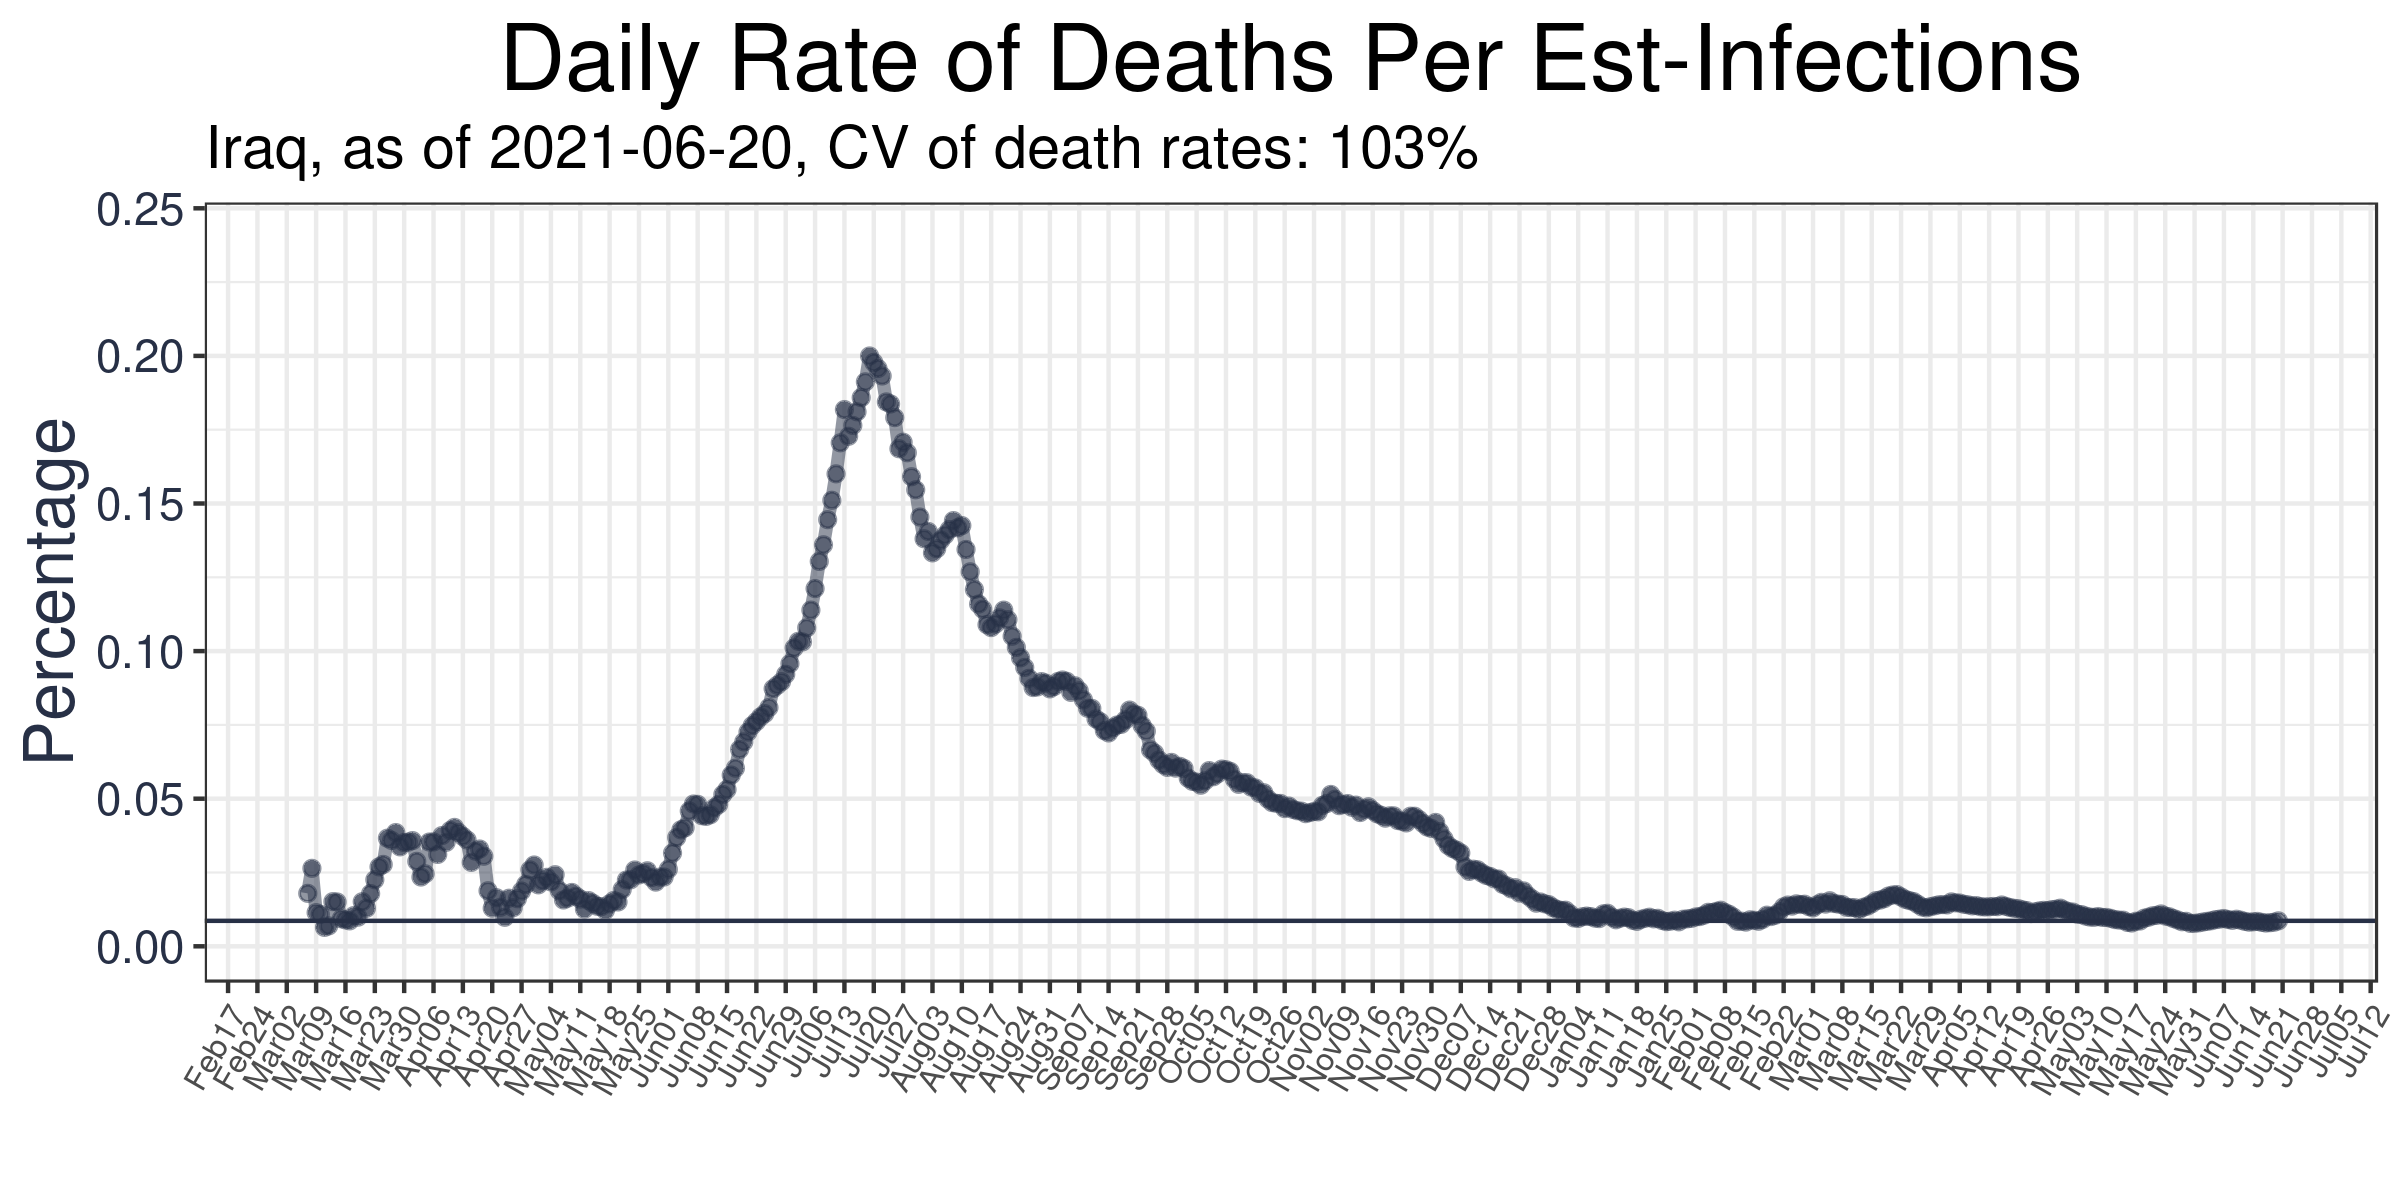 Daily Rate of Deaths Per Est-Infections
Iraq, as of 2021-06-20, CV of death rates: 103%
Percentage
0.25
0.20
0.15
0.10
0.05
0.00
Feb17 Feb24 Mar02 Mar09 Mar16 Mar23 Mar30 Apr06 Apr13 Apr20 Apr27 May04 May11 May18 May25 Jun01 Jun08 Jun15 Jun22 Jun29 Jul06 Jul13 Jul20 Jul27 Aug03 Aug10 Aug17 Aug24 Aug31 Sep07 Sep14 Sep21 Sep28 Oct05 Oct12 Oct19 Oct26 Nov02 Nov09 Nov16 Nov23 Nov30 Dec07 Dec14 Dec21 Dec28 Jan04 Jan11 Jan18 Jan25 Feb01 Feb08 Feb15 Feb22 Mar01 Mar08 Mar15 Mar22 Mar29 Apr05 Apr12 Apr19 Apr26 May03 May10 May17 May24 May31 Jun07 Jun14 Jun21 Jun28 Jul05 Jul12